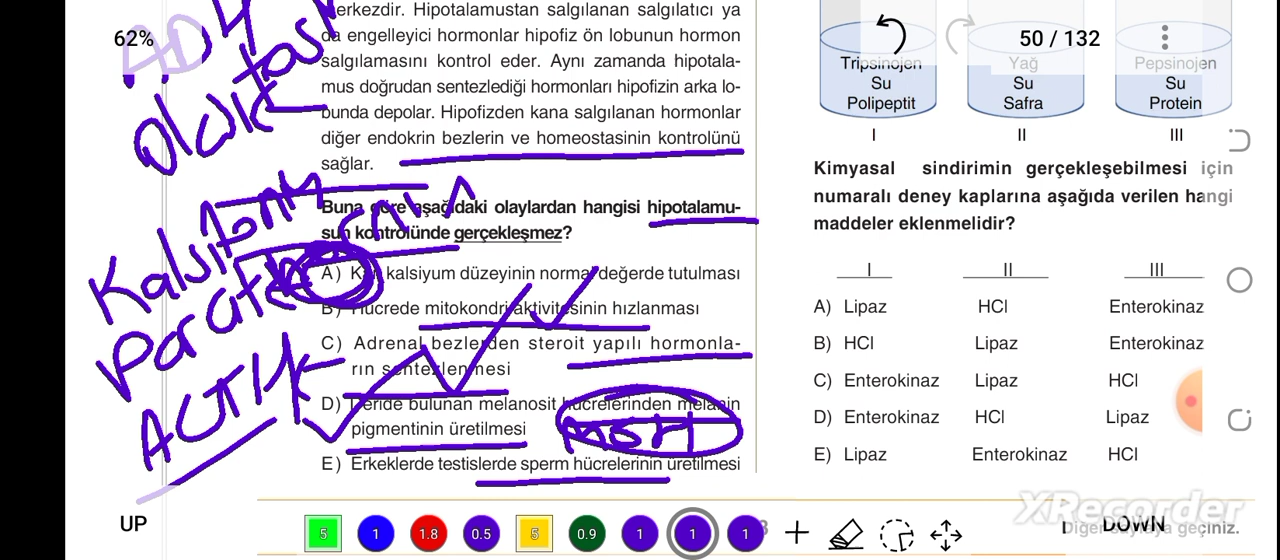 62%
merkezdir. Hipotalamustan salgılanan salgılatıcı ya
da engelleyici hormonlar hipofiz ön lobunun hormon
salgılamasını kontrol eder. Aynı zamanda hipotala-
mus doğrudan sentezlediği hormonları hipofizin arka lo-
bunda depolar. Hipofizden kana salgılanan hormonlar
diğer endokrin bezlerin ve homeostasinin kontrolünü
sağlar.
Buna göre aşağıdaki olaylardan hangisi hipotalamu-
sun kontrolünde gerçekleşmez?
A) Kan kalsiyum düzeyinin normal değerde tutulması
B) Hücrede mitokondri aktivitesinin hızlanması
C) Adrenal bezlerden steroit yapılı hormonla-
rın sentezlenmesi
D) Deride bulunan melanosit hücrelerinden melanin
pigmentinin üretilmesi
MSH
E) Erkeklerde testislerde sperm hücrelerinin üretilmesi
Kalsitonin
ACTH
50 / 132
Tripsinojen
Su
Polipeptit
I
Yağ
Su
Safra
II
Pepsinojen
Su
Protein
III
Kimyasal sindirimin gerçekleşebilmesi için
numaralı deney kaplarına aşağıda verilen hangi
maddeler eklenmelidir?
I II III
A) Lipaz HCl Enterokinaz
B) HCl Lipaz Enterokinaz
C) Enterokinaz Lipaz HCl
D) Enterokinaz HCl Lipaz
E) Lipaz Enterokinaz HCl
XRecorder
Diğer sayfaya geçiniz.
UP
5 1 1.8 0.5 5 0.9 1 1 1
DOWN